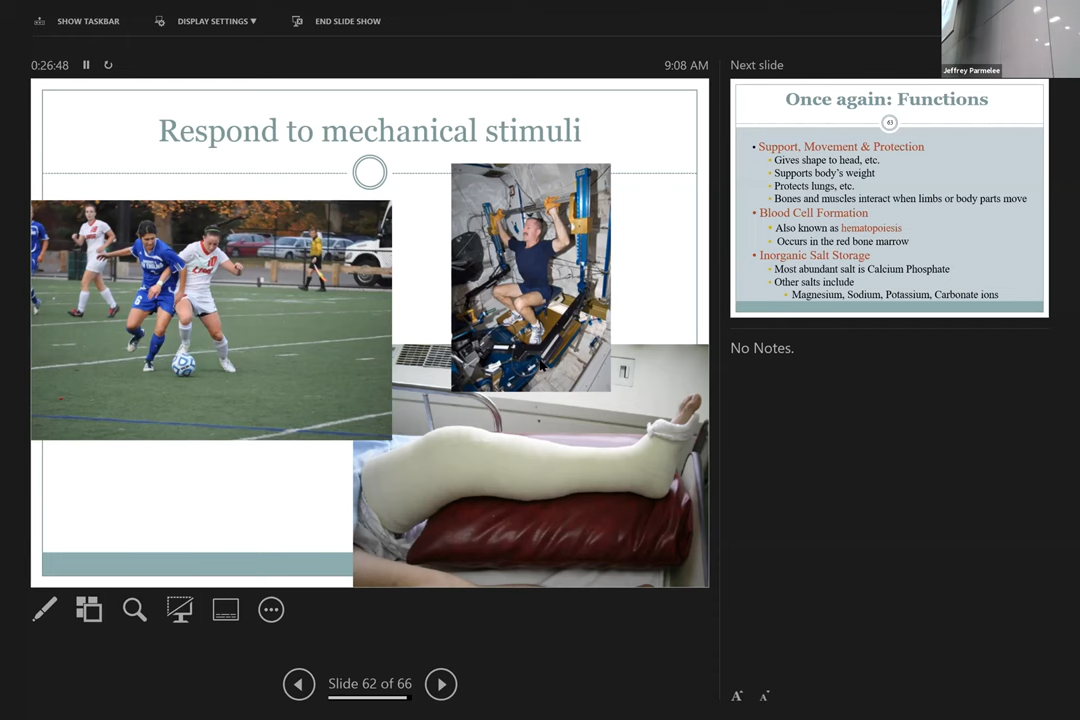 SHOW TASKBAR
DISPLAY SETTINGS ▼
END SLIDE SHOW
Jeffrey Parmelee
0:26:48
9:08 AM
Respond to mechanical stimuli
10
6
Next slide
Once again: Functions
63
• Support, Movement & Protection
• Gives shape to head, etc.
• Supports body's weight
• Protects lungs, etc.
• Bones and muscles interact when limbs or body parts move
• Blood Cell Formation
• Also known as hematopoiesis
• Occurs in the red bone marrow
• Inorganic Salt Storage
• Most abundant salt is Calcium Phosphate
• Other salts include
• Magnesium, Sodium, Potassium, Carbonate ions
No Notes.
Slide 62 of 66
A A